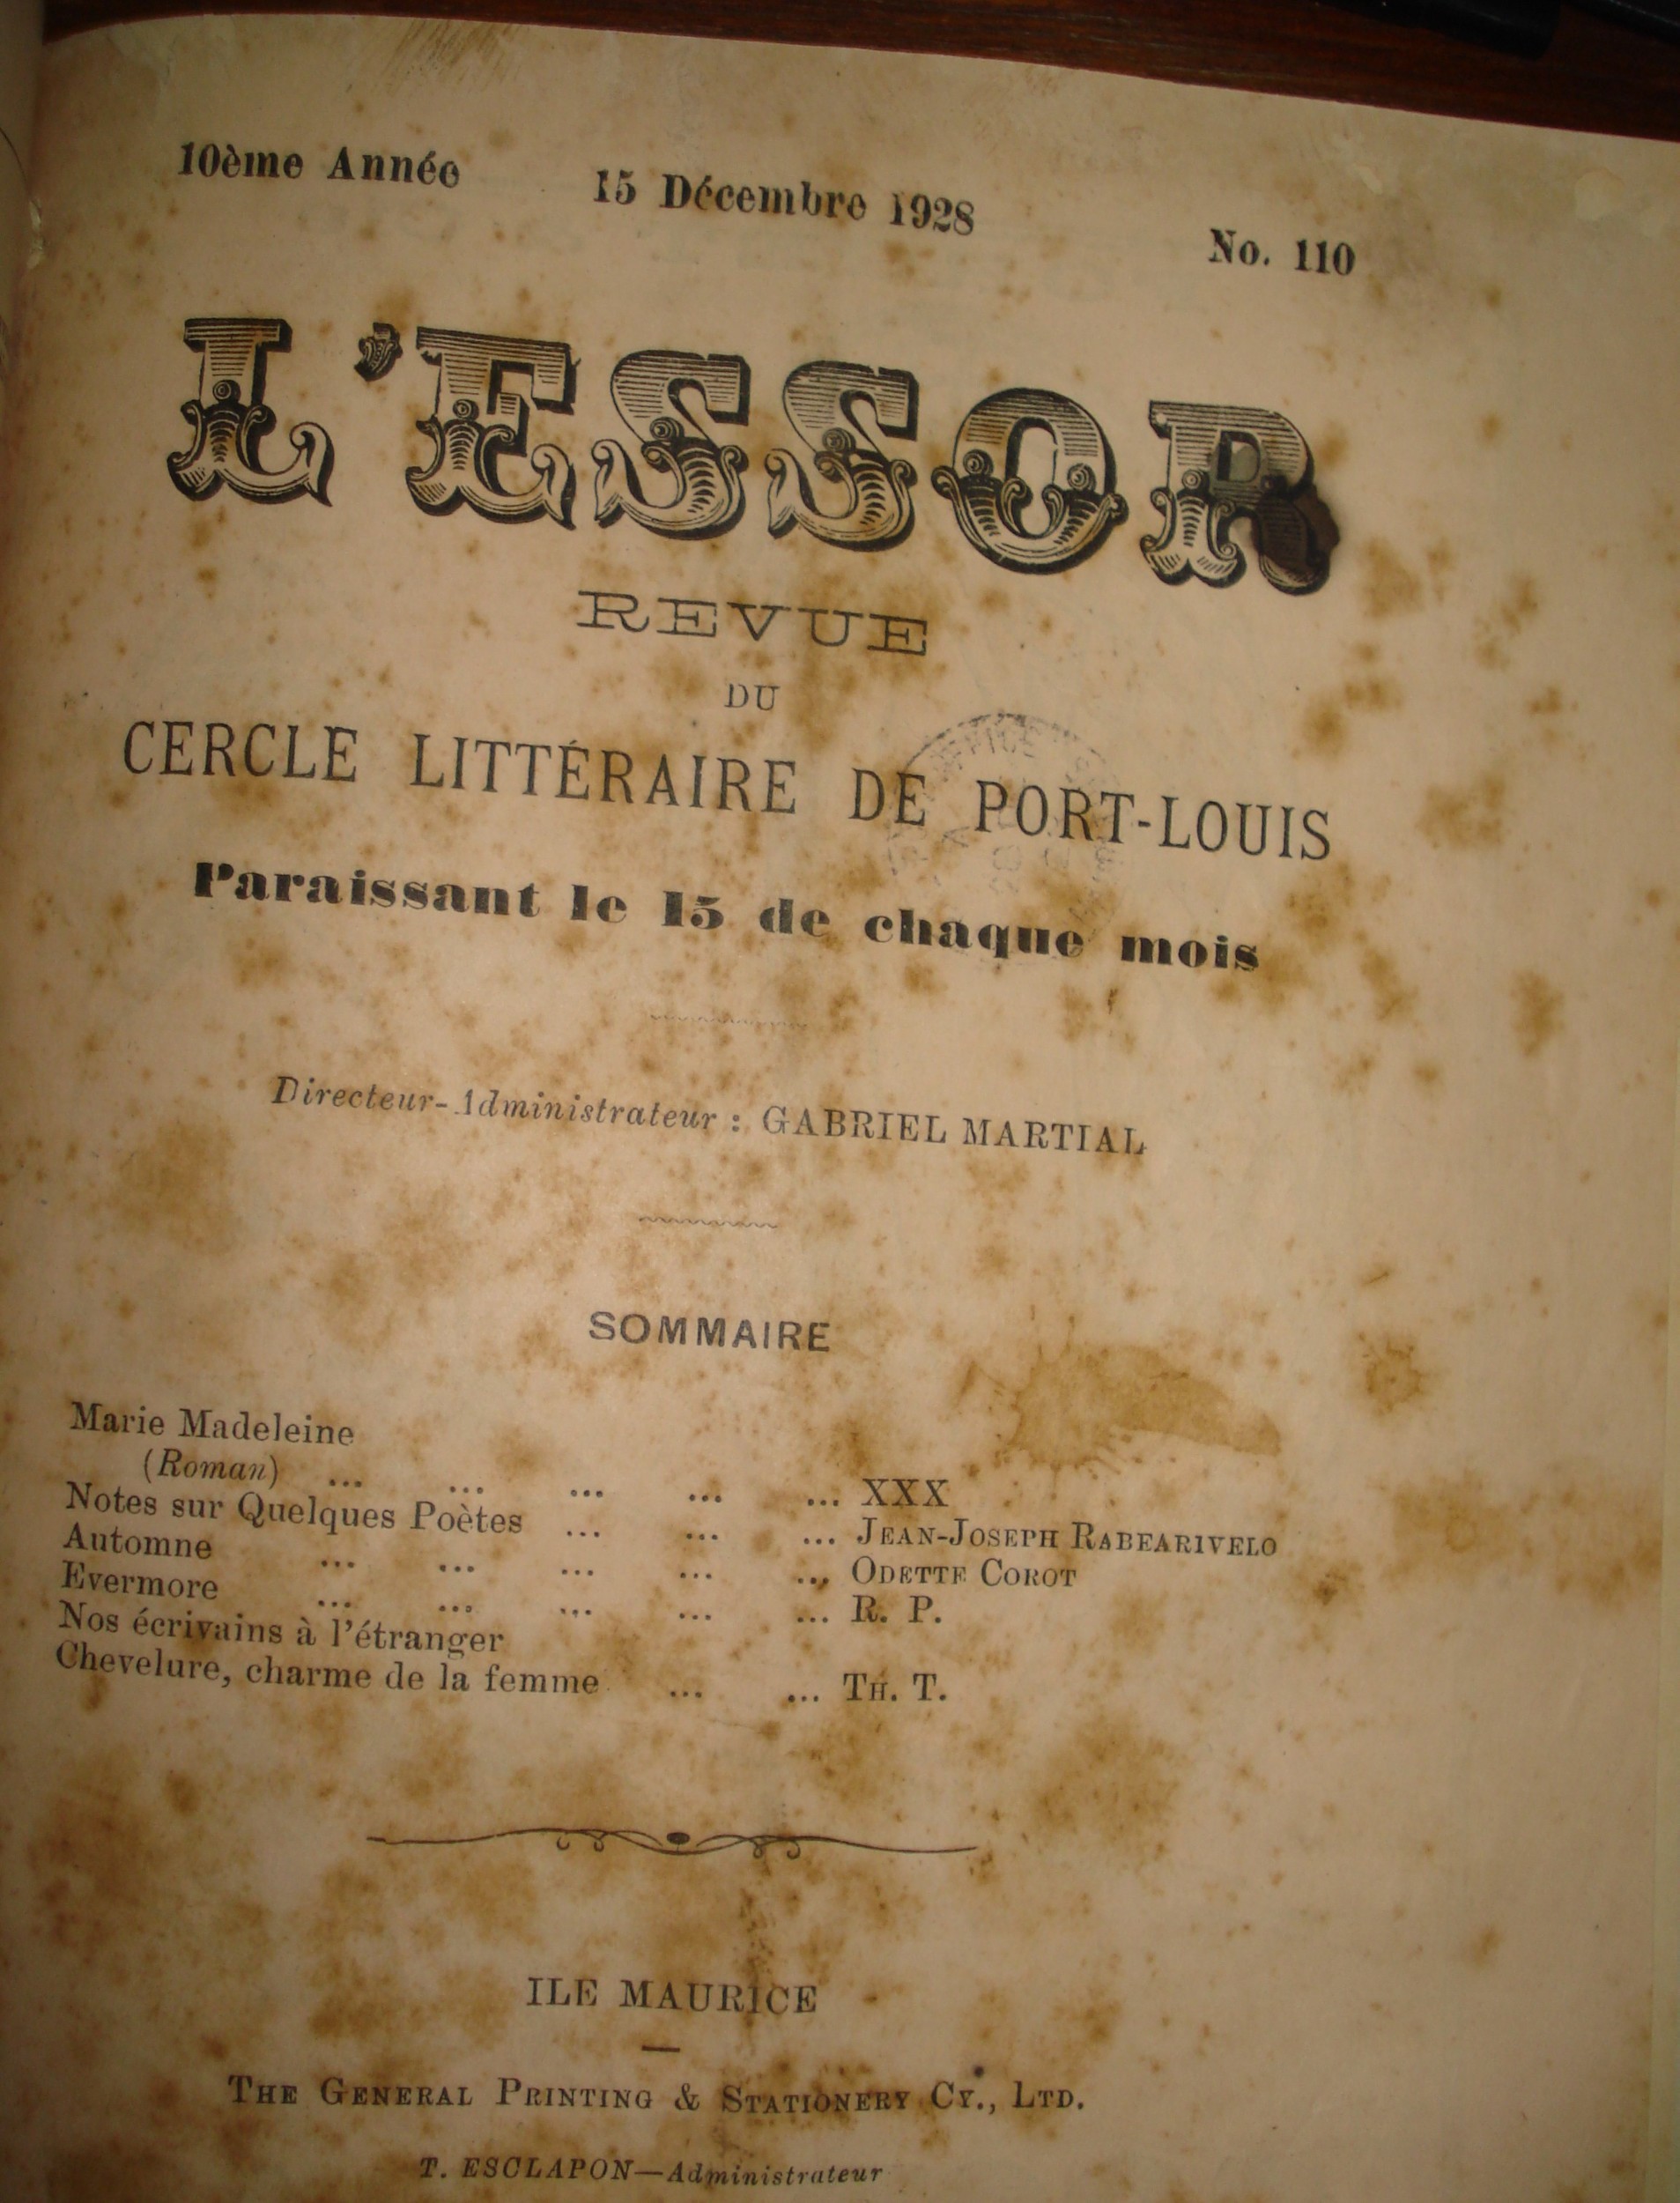 10ème Année 15 Décembre 1928 No. 110
L'ESSOR
REVUE
DU
CERCLE LITTÉRAIRE DE PORT-LOUIS
Paraissant le 15 de chaque mois
Directeur-Administrateur : GABRIEL MARTIAL
SOMMAIRE
Marie Madeleine
(Roman) ... ... ... ... ... XXX
Notes sur Quelques Poètes ... ... ... JEAN-JOSEPH RABEARIVELO
Automne ... ... ... ... ... ODETTE COROT
Evermore ... ... ... ... ... R. P.
Nos écrivains à l'étranger
Chevelure, charme de la femme ... ... TH. T.
ILE MAURICE
THE GENERAL PRINTING & STATIONERY CY., LTD.
T. ESCLAPON—Administrateur